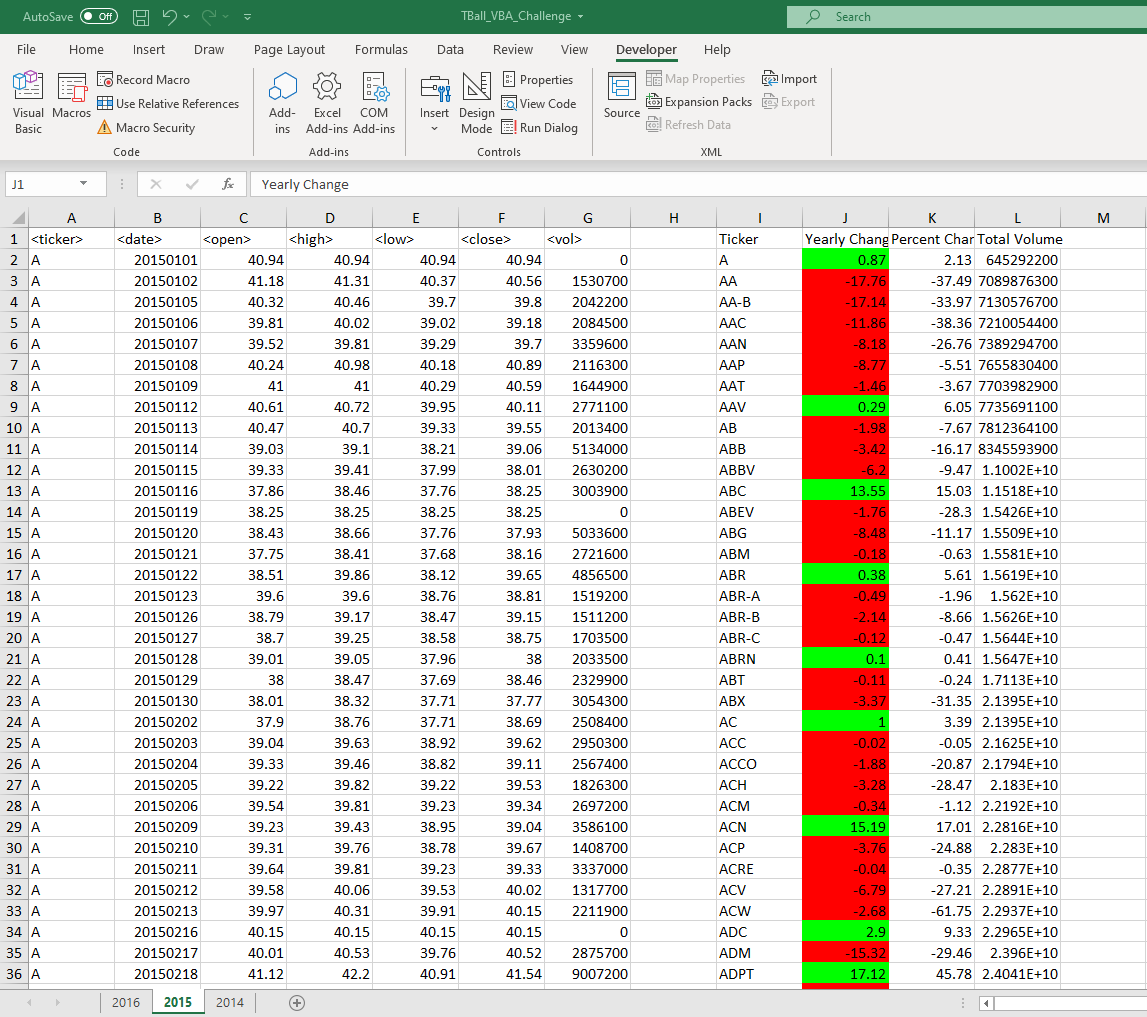 AutoSave Off TBall_VBA_Challenge Search
File Home Insert Draw Page Layout Formulas Data Review View Developer Help
Visual Basic
Macros
Record Macro
Use Relative References
Macro Security
Code
Add-ins
Excel Add-ins
COM Add-ins
Add-ins
Insert
Design Mode
Properties
View Code
Run Dialog
Controls
Source
Map Properties
Expansion Packs
Refresh Data
Import
Export
XML
J1 fx Yearly Change
A B C D E F G H I J K L M
1 <ticker> <date> <open> <high> <low> <close> <vol> Ticker Yearly Chang Percent Char Total Volume
2 A 20150101 40.94 40.94 40.94 40.94 0 A 0.87 2.13 645292200
3 A 20150102 41.18 41.31 40.37 40.56 1530700 AA -17.76 -37.49 7089876300
4 A 20150105 40.32 40.46 39.7 39.8 2042200 AA-B -17.14 -33.97 7130576700
5 A 20150106 39.81 40.02 39.02 39.18 2084500 AAC -11.86 -38.36 7210054400
6 A 20150107 39.52 39.81 39.29 39.7 3359600 AAN -8.18 -26.76 7389294700
7 A 20150108 40.24 40.98 40.18 40.89 2116300 AAP -8.77 -5.51 7655830400
8 A 20150109 41 41 40.29 40.59 1644900 AAT -1.46 -3.67 7703982900
9 A 20150112 40.61 40.72 39.95 40.11 2771100 AAV 0.29 6.05 7735691100
10 A 20150113 40.47 40.7 39.33 39.55 2013400 AB -1.98 -7.67 7812364100
11 A 20150114 39.03 39.1 38.21 39.06 5134000 ABB -3.42 -16.17 8345593900
12 A 20150115 39.33 39.41 37.99 38.01 2630200 ABBV -6.2 -9.47 1.1002E+10
13 A 20150116 37.86 38.46 37.76 38.25 3003900 ABC 13.55 15.03 1.1518E+10
14 A 20150119 38.25 38.25 38.25 38.25 0 ABEV -1.76 -28.3 1.5426E+10
15 A 20150120 38.43 38.66 37.76 37.93 5033600 ABG -8.48 -11.17 1.5509E+10
16 A 20150121 37.75 38.41 37.68 38.16 2721600 ABM -0.18 -0.63 1.5581E+10
17 A 20150122 38.51 39.86 38.12 39.65 4856500 ABR 0.38 5.61 1.5619E+10
18 A 20150123 39.6 39.6 38.76 38.81 1519200 ABR-A -0.49 -1.96 1.562E+10
19 A 20150126 38.79 39.17 38.47 39.15 1511200 ABR-B -2.14 -8.66 1.5626E+10
20 A 20150127 38.7 39.25 38.58 38.75 1703500 ABR-C -0.12 -0.47 1.5644E+10
21 A 20150128 39.01 39.05 37.96 38 2033500 ABRN 0.1 0.41 1.5647E+10
22 A 20150129 38 38.47 37.69 38.46 2329900 ABT -0.11 -0.24 1.7113E+10
23 A 20150130 38.01 38.32 37.71 37.77 3054300 ABX -3.37 -31.35 2.1395E+10
24 A 20150202 37.9 38.76 37.71 38.69 2508400 AC 1 3.39 2.1395E+10
25 A 20150203 39.04 39.63 38.92 39.62 2950300 ACC -0.02 -0.05 2.1625E+10
26 A 20150204 39.33 39.46 38.82 39.11 2567400 ACCO -1.88 -20.87 2.1794E+10
27 A 20150205 39.22 39.82 39.22 39.53 1826300 ACH -3.28 -28.47 2.183E+10
28 A 20150206 39.54 39.81 39.23 39.34 2697200 ACM -0.34 -1.12 2.2192E+10
29 A 20150209 39.23 39.43 38.95 39.04 3586100 ACN 15.19 17.01 2.2816E+10
30 A 20150210 39.31 39.76 38.78 39.67 1408700 ACP -3.76 -24.88 2.283E+10
31 A 20150211 39.64 39.81 39.23 39.33 3337000 ACRE -0.04 -0.35 2.2877E+10
32 A 20150212 39.58 40.06 39.53 40.02 1317700 ACV -6.79 -27.21 2.2891E+10
33 A 20150213 39.97 40.31 39.91 40.15 2211900 ACW -2.68 -61.75 2.2937E+10
34 A 20150216 40.15 40.15 40.15 40.15 0 ADC 2.9 9.33 2.2965E+10
35 A 20150217 40.01 40.53 39.76 40.52 2875700 ADM -15.32 -29.46 2.396E+10
36 A 20150218 41.12 42.2 40.91 41.54 9007200 ADPT 17.12 45.78 2.4041E+10
2016 2015 2014